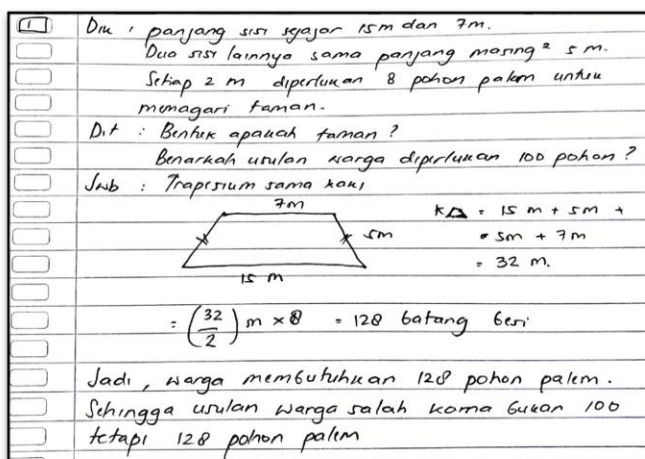 1
Dik : panjang sisi sejajar 15m dan 7m.
Dua sisi lainnya sama panjang masing² 5 m.
Setiap 2 m diperlukan 8 pohon palem untuk
memagari taman.
Dit : Bentuk apakah taman ?
Benarkah usulan warga diperlukan 100 pohon ?
Jwb : Trapesium sama kaki
7m
5m
15 m
K = 15 m + 5m +
= 5m + 7m
= 32 m.
= (32/2) m × 8 = 128 batang besi
Jadi, warga membutuhkan 128 pohon palem.
Sehingga usulan warga salah karna bukan 100
tetapi 128 pohon palem